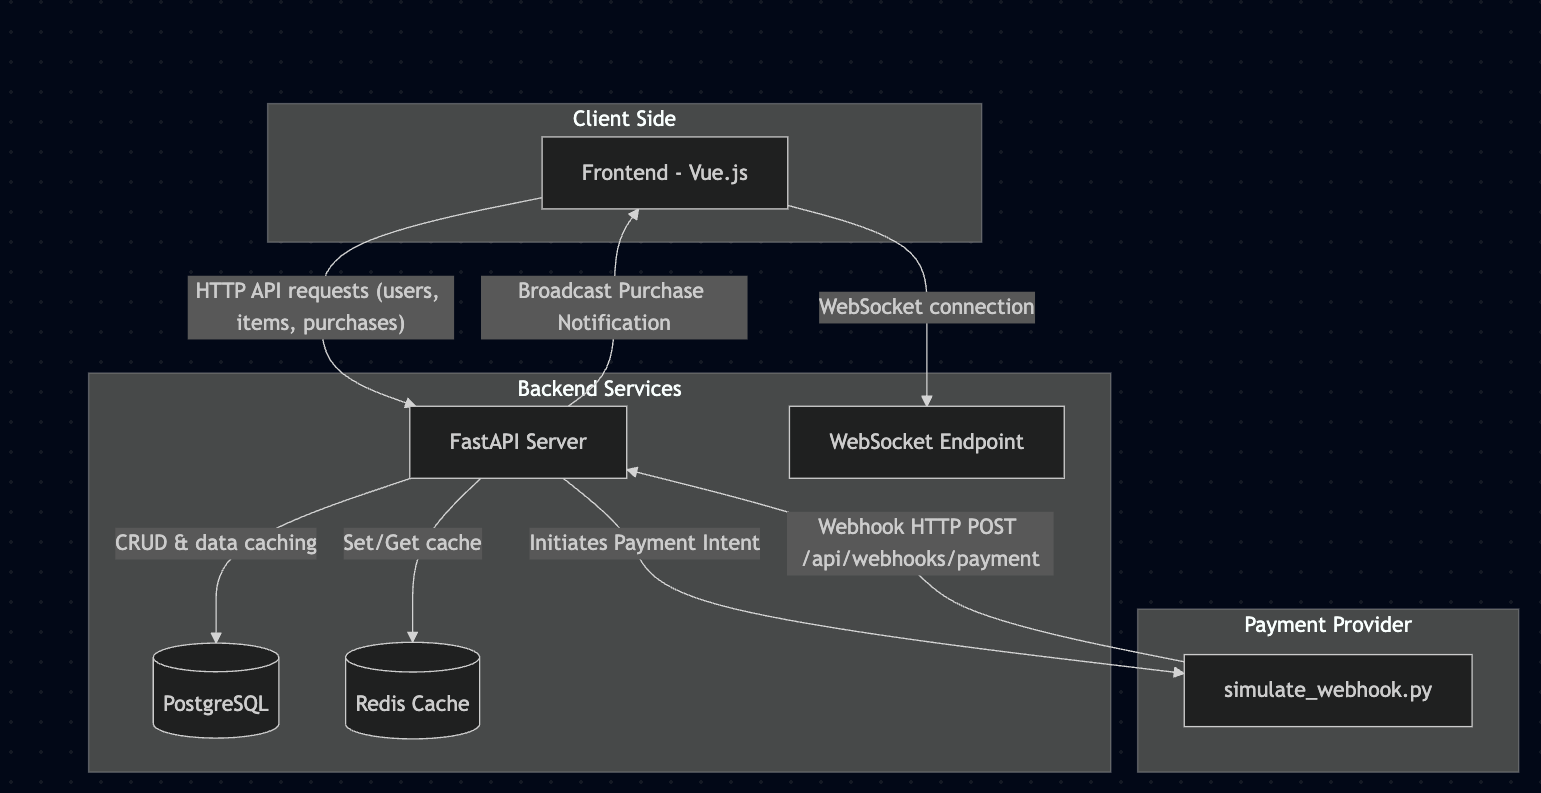 Client Side
Frontend - Vue.js
HTTP API requests (users,
items, purchases)
Broadcast Purchase
Notification
WebSocket connection
Backend Services
FastAPI Server
WebSocket Endpoint
CRUD & data caching
Set/Get cache
Initiates Payment Intent
Webhook HTTP POST
/api/webhooks/payment
Payment Provider
simulate_webhook.py
PostgreSQL
Redis Cache